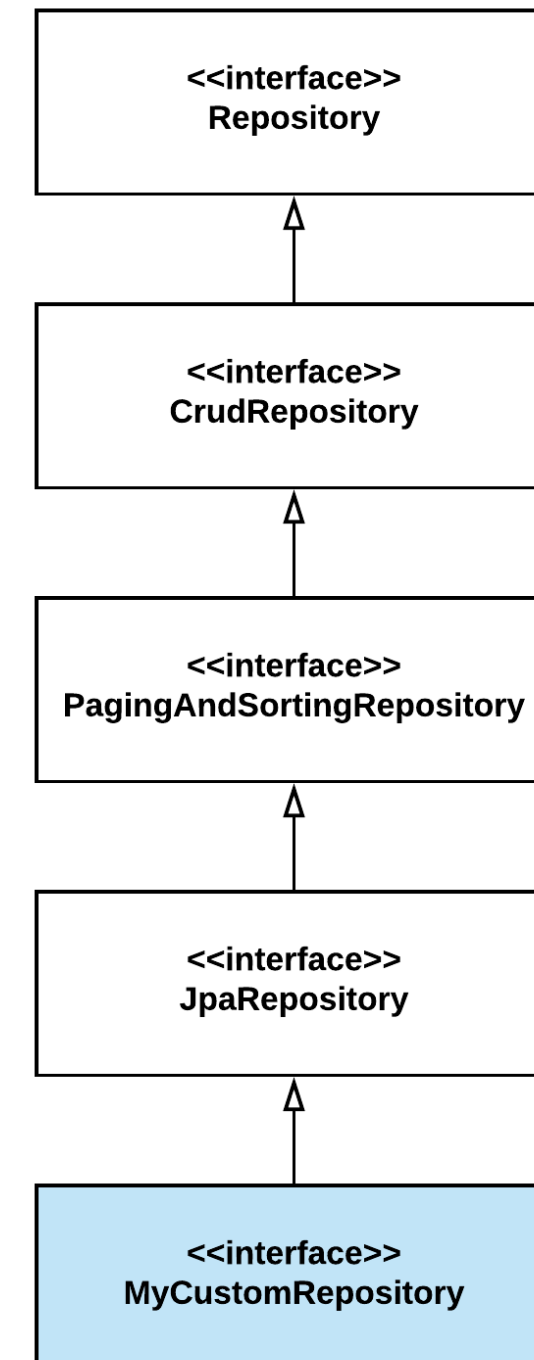 <<interface>>
Repository
<<interface>>
CrudRepository
<<interface>>
PagingAndSortingRepository
<<interface>>
JpaRepository
<<interface>>
MyCustomRepository